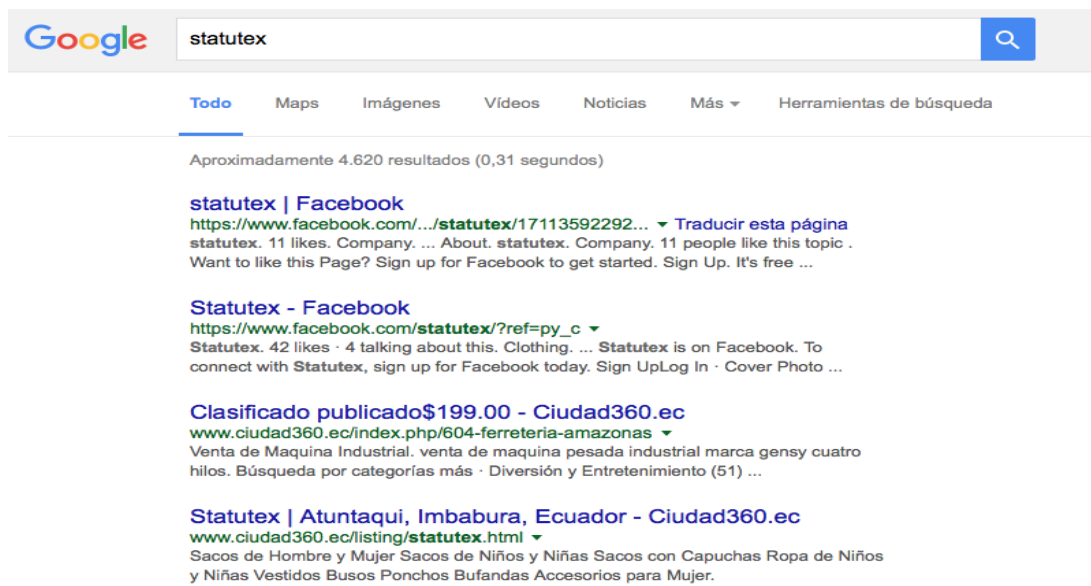 Google
statutex
Todo Maps Imágenes Vídeos Noticias Más Herramientas de búsqueda
Aproximadamente 4.620 resultados (0,31 segundos)
statutex | Facebook
https://www.facebook.com/.../statutex/17113592292... Traducir esta página
statutex. 11 likes. Company. ... About. statutex. Company. 11 people like this topic .
Want to like this Page? Sign up for Facebook to get started. Sign Up. It's free ...
Statutex - Facebook
https://www.facebook.com/statutex/?ref=py_c
Statutex. 42 likes · 4 talking about this. Clothing. ... Statutex is on Facebook. To
connect with Statutex, sign up for Facebook today. Sign UpLog In · Cover Photo ...
Clasificado publicado$199.00 - Ciudad360.ec
www.ciudad360.ec/index.php/604-ferreteria-amazonas
Venta de Maquina Industrial. venta de maquina pesada industrial marca gensy cuatro
hilos. Búsqueda por categorías más · Diversión y Entretenimiento (51) ...
Statutex | Atuntaqui, Imbabura, Ecuador - Ciudad360.ec
www.ciudad360.ec/listing/statutex.html
Sacos de Hombre y Mujer Sacos de Niños y Niñas Sacos con Capuchas Ropa de Niños
y Niñas Vestidos Busos Ponchos Bufandas Accesorios para Mujer.